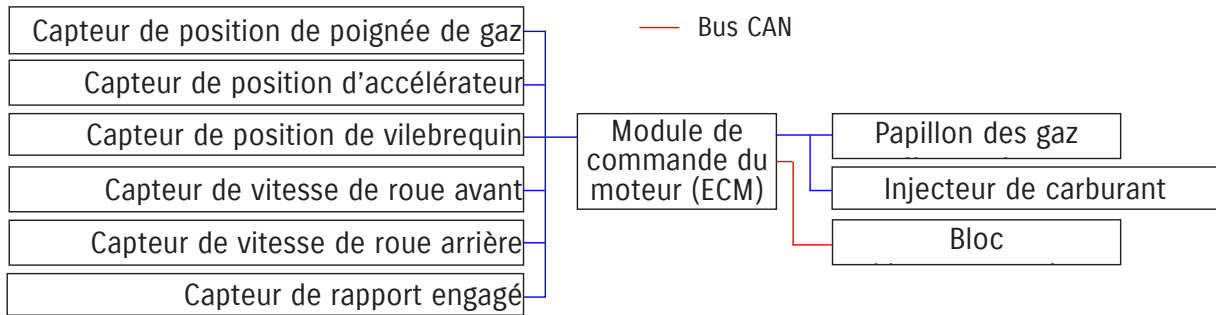 Capteur de position de poignée de gaz
Capteur de position d'accélérateur
Capteur de position de vilebrequin
Capteur de vitesse de roue avant
Capteur de vitesse de roue arrière
Capteur de rapport engagé
Bus CAN
Module de
commande du
moteur (ECM)
Papillon des gaz
Injecteur de carburant
Bloc